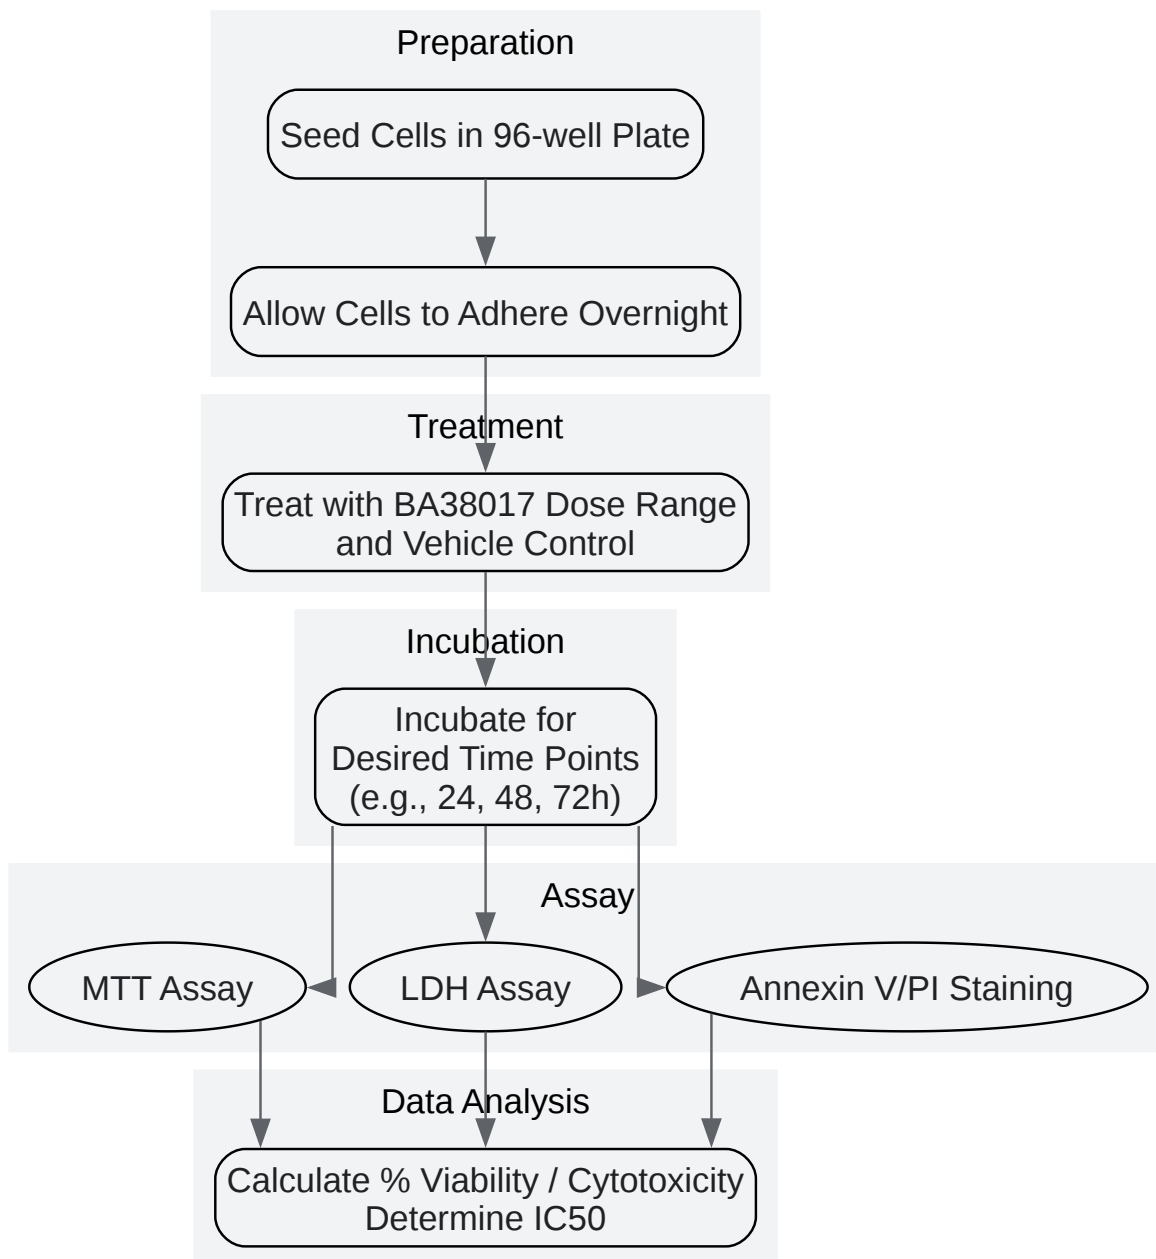 Preparation
Seed Cells in 96-well Plate
Allow Cells to Adhere Overnight
Treatment
Treat with BA38017 Dose Range
and Vehicle Control
Incubation
Incubate for
Desired Time Points
(e.g., 24, 48, 72h)
Assay
MTT Assay
LDH Assay
Annexin V/PI Staining
Data Analysis
Calculate % Viability / Cytotoxicity
Determine IC50